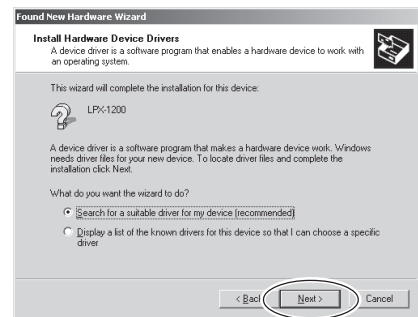 Found New Hardware Wizard
Install Hardware Device Drivers
A device driver is a software program that enables a hardware device to work with
an operating system.
This wizard will complete the installation for this device:
LPX-1200
A device driver is a software program that makes a hardware device work. Windows
needs driver files for your new device. To locate driver files and complete the
installation click Next.
What do you want the wizard to do?
Search for a suitable driver for my device (recommended)
Display a list of the known drivers for this device so that I can choose a specific
driver
< Back Next > Cancel